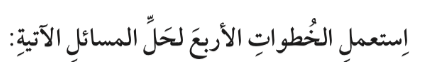 اِستعملِ الخُطواتِ الأربعَ لحَلِّ المسائلِ الآتيةِ: